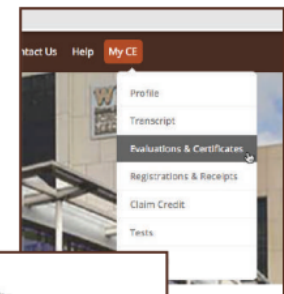 ntact Us Help My CE
Profile
Transcript
Evaluations & Certificates
Registrations & Receipts
Claim Credit
Tests
W